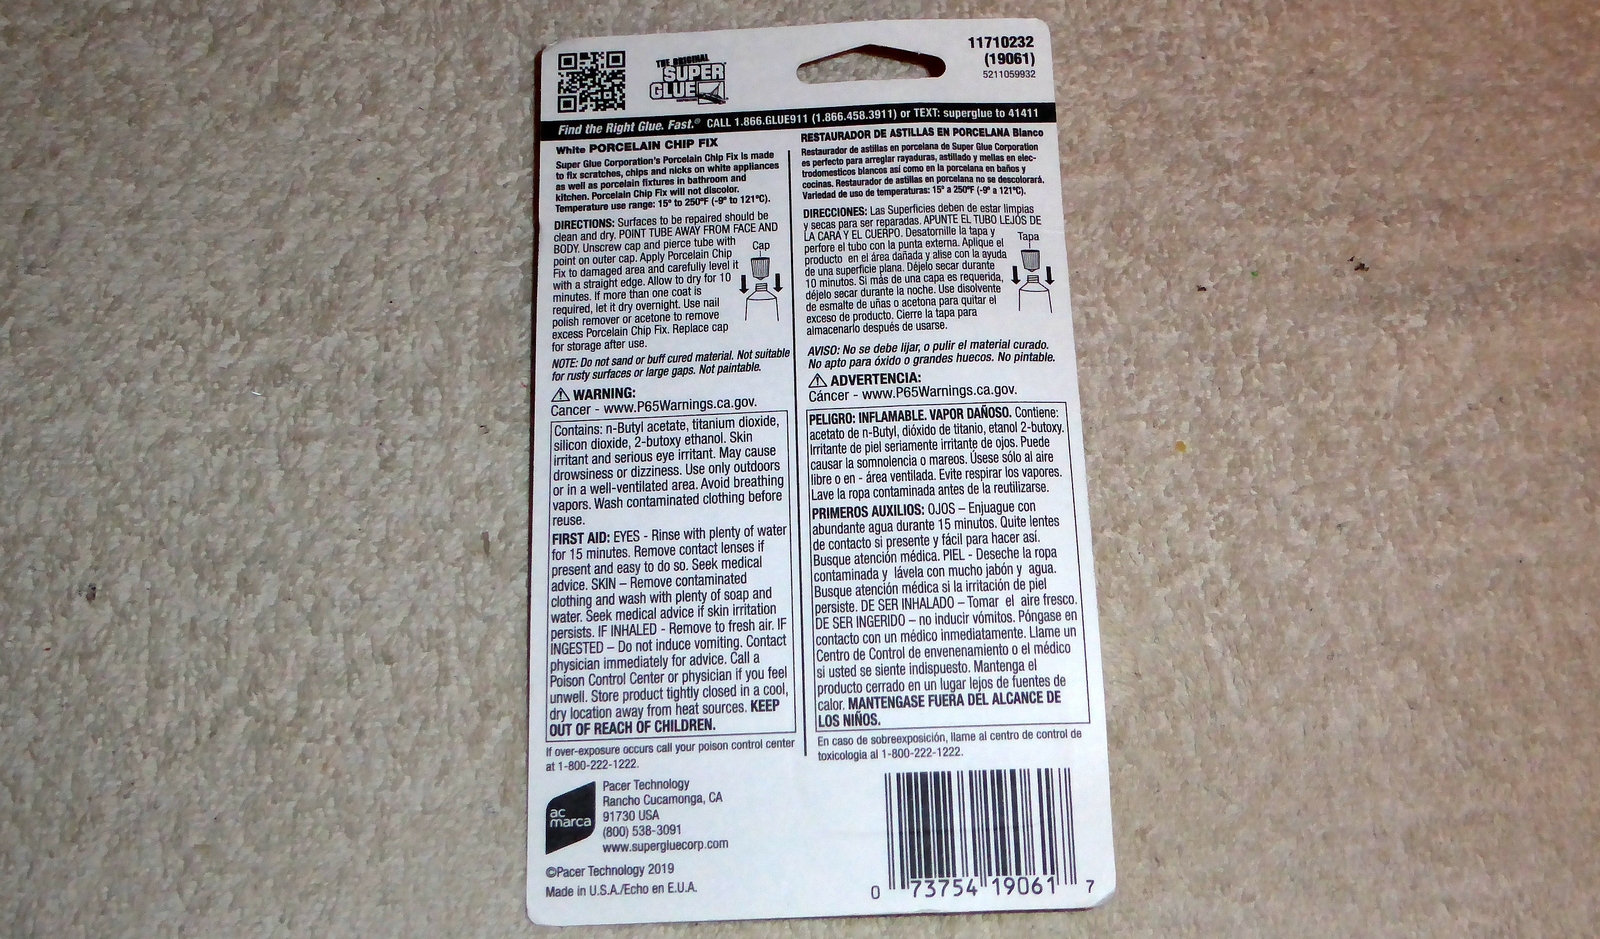 THE ORIGINAL
SUPER
GLUE
11710232
(19061)
5211059932
Find the Right Glue. Fast.® CALL 1.866.GLUE911 (1.866.458.3911) or TEXT: superglue to 41411
White PORCELAIN CHIP FIX
Super Glue Corporation's Porcelain Chip Fix is made
to fix scratches, chips and nicks on white appliances
as well as porcelain fixtures in bathroom and
kitchen. Porcelain Chip Fix will not discolor.
Temperature use range: 15° to 250°F (-9° to 121°C).
DIRECTIONS: Surfaces to be repaired should be
clean and dry. POINT TUBE AWAY FROM FACE AND
BODY. Unscrew cap and pierce tube with
point on outer cap. Apply Porcelain Chip
Fix to damaged area and carefully level it
with a straight edge. Allow to dry for 10
minutes. If more than one coat is
required, let it dry overnight. Use nail
polish remover or acetone to remove
excess Porcelain Chip Fix. Replace cap
for storage after use.
Cap
NOTE: Do not sand or buff cured material. Not suitable
for rusty surfaces or large gaps. Not paintable.
WARNING:
Cancer - www.P65Warnings.ca.gov.
Contains: n-Butyl acetate, titanium dioxide,
silicon dioxide, 2-butoxy ethanol. Skin
irritant and serious eye irritant. May cause
drowsiness or dizziness. Use only outdoors
or in a well-ventilated area. Avoid breathing
vapors. Wash contaminated clothing before
reuse.
FIRST AID: EYES - Rinse with plenty of water
for 15 minutes. Remove contact lenses if
present and easy to do so. Seek medical
advice. SKIN – Remove contaminated
clothing and wash with plenty of soap and
water. Seek medical advice if skin irritation
persists. IF INHALED - Remove to fresh air. IF
INGESTED – Do not induce vomiting. Contact
physician immediately for advice. Call a
Poison Control Center or physician if you feel
unwell. Store product tightly closed in a cool,
dry location away from heat sources. KEEP
OUT OF REACH OF CHILDREN.
If over-exposure occurs call your poison control center
at 1-800-222-1222.
ac
marca
Pacer Technology
Rancho Cucamonga, CA
91730 USA
(800) 538-3091
www.supergluecorp.com
©Pacer Technology 2019
Made in U.S.A./Echo en E.U.A.
RESTAURADOR DE ASTILLAS EN PORCELANA Blanco
Restaurador de astillas en porcelana de Super Glue Corporation
es perfecto para arreglar rayaduras, astillado y mellas en elec-
trodomesticos blancos así como en la porcelana en baños y
cocinas. Restaurador de astillas en porcelana no se descolorará.
Variedad de uso de temperaturas: 15° a 250°F (-9° a 121°C).
DIRECCIONES: Las Superficies deben de estar limpias
y secas para ser reparadas. APUNTE EL TUBO LEJOS DE
LA CARA Y EL CUERPO. Desatornille la tapa y
perfore el tubo con la punta externa. Aplique el
producto en el área dañada y alise con la ayuda
de una superficie plana. Déjelo secar durante
10 minutos. Si más de una capa es requerida,
déjelo secar durante la noche. Use disolvente
de esmalte de uñas o acetona para quitar el
exceso de producto. Cierre la tapa para
almacenarlo después de usarse.
Tapa
AVISO: No se debe lijar, o pulir el material curado.
No apto para óxido o grandes huecos. No pintable.
ADVERTENCIA:
Cáncer - www.P65Warnings.ca.gov.
PELIGRO: INFLAMABLE. VAPOR DAÑOSO. Contiene:
acetato de n-Butyl, dióxido de titanio, etanol 2-butoxy.
Irritante de piel seriamente irritante de ojos. Puede
causar la somnolencia o mareos. Úsese sólo al aire
libre o en - área ventilada. Evite respirar los vapores.
Lave la ropa contaminada antes de la reutilizarse.
PRIMEROS AUXILIOS: OJOS – Enjuague con
abundante agua durante 15 minutos. Quite lentes
de contacto si presente y fácil para hacer así.
Busque atención médica. PIEL - Deseche la ropa
contaminada y lávela con mucho jabón y agua.
Busque atención médica si la irritación de piel
persiste. DE SER INHALADO – Tomar el aire fresco.
DE SER INGERIDO – no inducir vómitos. Póngase en
contacto con un médico inmediatamente. Llame un
Centro de Control de envenenamiento o el médico
si usted se siente indispuesto. Mantenga el
producto cerrado en un lugar lejos de fuentes de
calor. MANTENGASE FUERA DEL ALCANCE DE
LOS NIÑOS.
En caso de sobreexposición, llame al centro de control de
toxicologia al 1-800-222-1222.
0 73754 19061 7